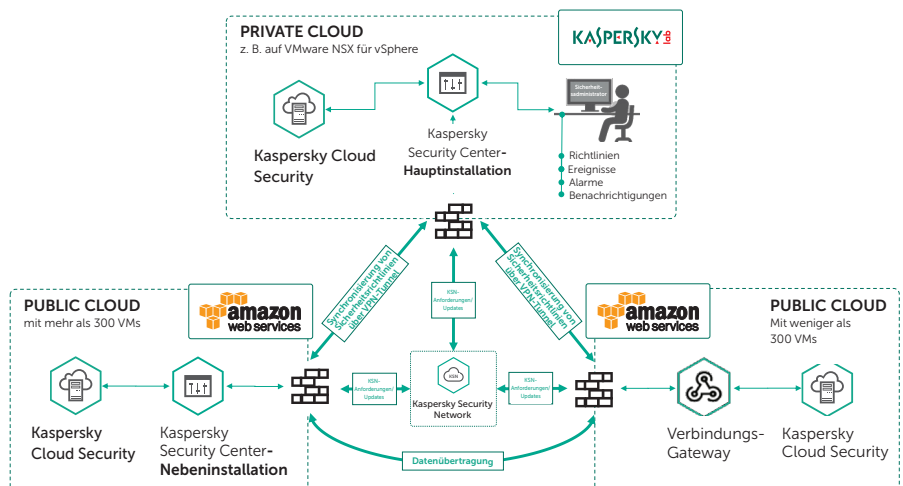 PRIVATE CLOUD
z. B. auf VMware NSX für vSphere
KASPERSKY lab
Sicherheits-
administrator
Kaspersky Cloud
Security
Kaspersky
Security Center-
Hauptinstallation
Richtlinien
Ereignisse
Alarme
Benachrichtigungen
Synchronisierung von
Sicherheitsrichtlinien
über VPN-Tunnel
KSN-
Anforderungen/
Updates
Synchronisierung von
Sicherheitsrichtlinien
über VPN-Tunnel
PUBLIC CLOUD
mit mehr als 300 VMs
amazon
web services
amazon
web services
PUBLIC CLOUD
Mit weniger als
300 VMs
Kaspersky
Cloud Security
Kaspersky
Security Center-
Nebeninstallation
KSN-
Anforderungen/
Updates
KSN
Kaspersky Security
Network
KSN-
Anforderungen/
Updates
Verbindungs-
Gateway
Kaspersky
Cloud Security
Datenübertragung